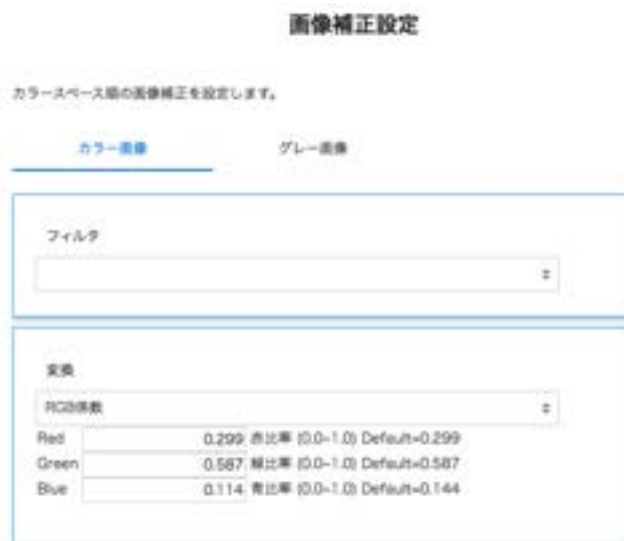 画像補正設定
カラースペース順の画像補正を設定します。
カラー画像 グレー画像
フィルタ
変換
RGB係数
Red 0.299 赤比率 (0.0~1.0) Default=0.299
Green 0.587 緑比率 (0.0~1.0) Default=0.587
Blue 0.114 青比率 (0.0~1.0) Default=0.144